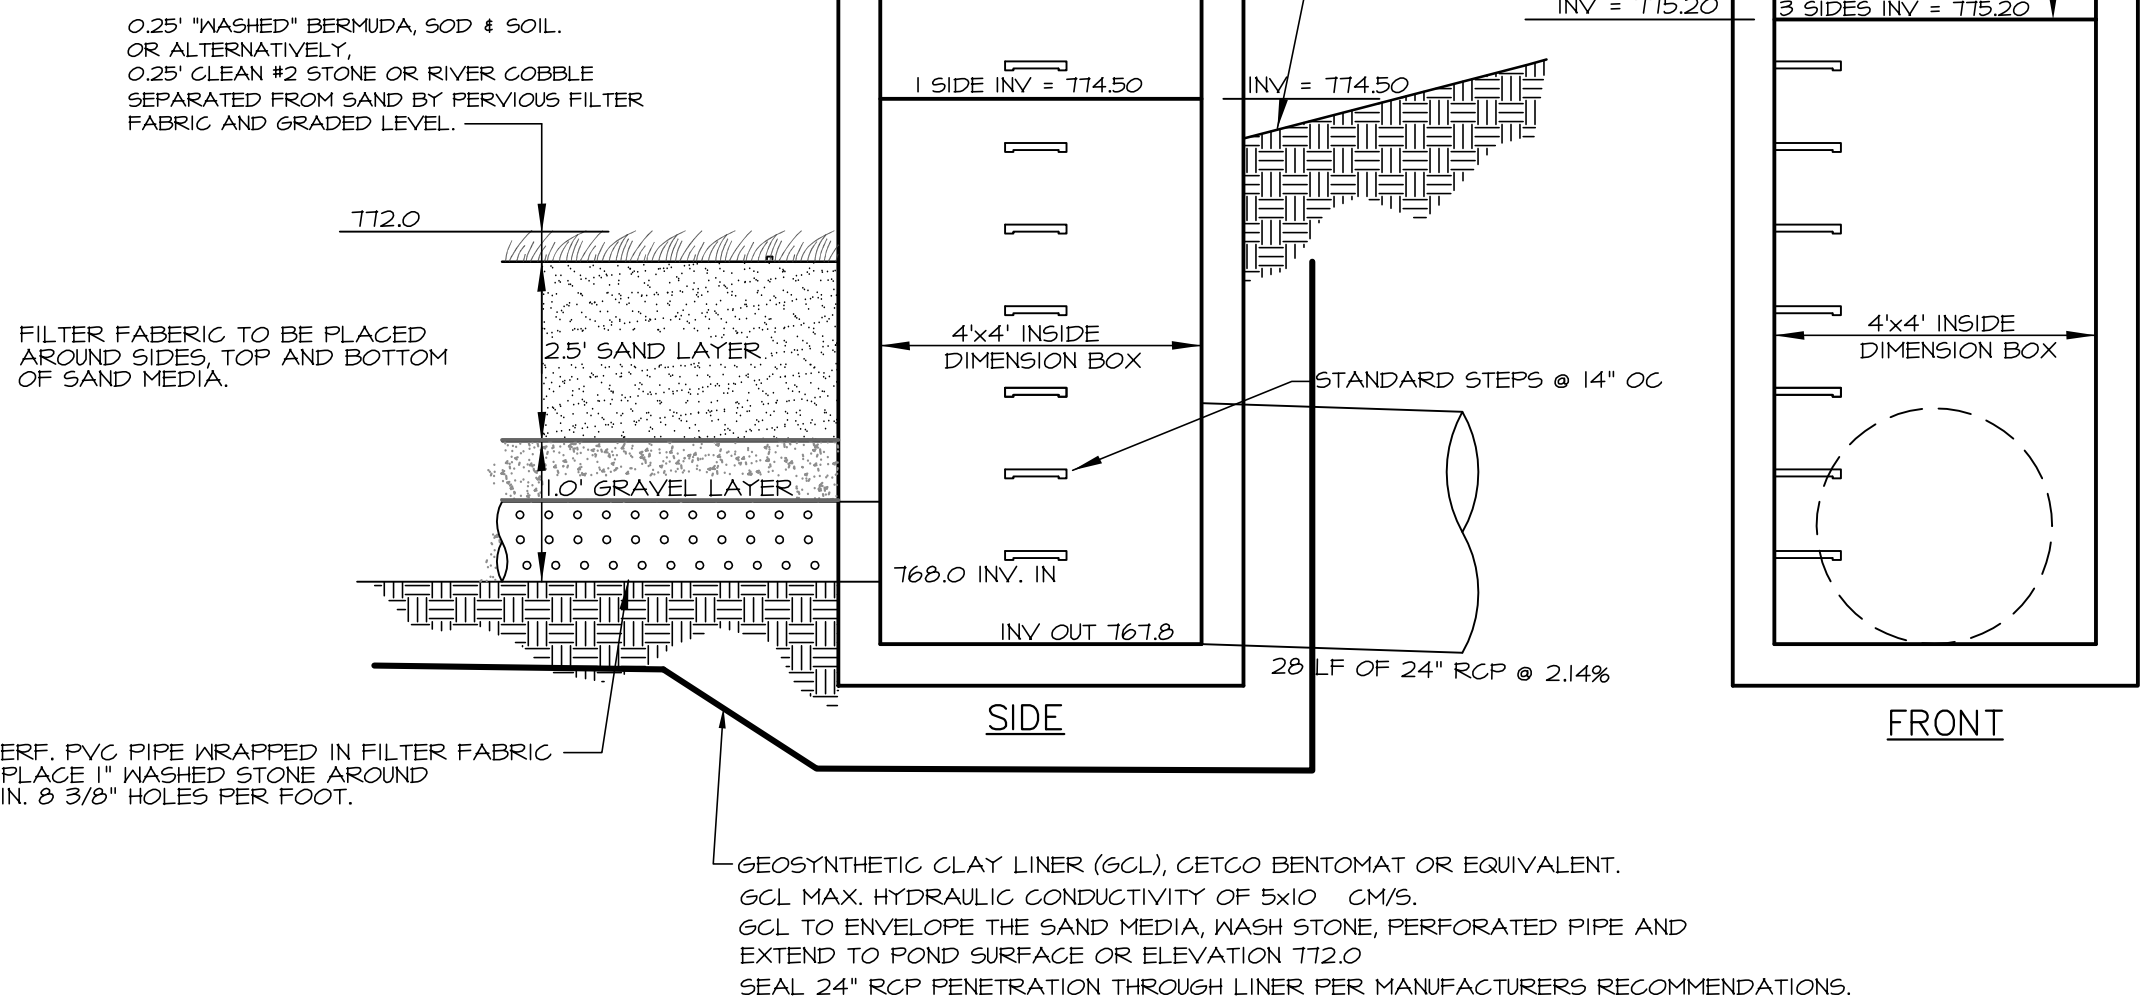 0.25' "WASHED" BERMUDA, SOD & SOIL.
OR ALTERNATIVELY,
0.25' CLEAN #2 STONE OR RIVER COBBLE
SEPARATED FROM SAND BY PERVIOUS FILTER
FABRIC AND GRADED LEVEL.
772.0
FILTER FABERIC TO BE PLACED
AROUND SIDES, TOP AND BOTTOM
OF SAND MEDIA.
2.5' SAND LAYER
1.0' GRAVEL LAYER
1 SIDE INV = 774.50
INV = 774.50
4'x4' INSIDE
DIMENSION BOX
STANDARD STEPS @ 14" OC
768.0 INV. IN
INV OUT 767.8
28 LF OF 24" RCP @ 2.14%
SIDE
INV = 775.20
3 SIDES INV = 775.20
4'x4' INSIDE
DIMENSION BOX
FRONT
ERF. PVC PIPE WRAPPED IN FILTER FABRIC
PLACE 1" WASHED STONE AROUND
IN. 8 3/8" HOLES PER FOOT.
GEOSYNTHETIC CLAY LINER (GCL), CETCO BENTOMAT OR EQUIVALENT.
GCL MAX. HYDRAULIC CONDUCTIVITY OF 5x10 CM/S.
GCL TO ENVELOPE THE SAND MEDIA, WASH STONE, PERFORATED PIPE AND
EXTEND TO POND SURFACE OR ELEVATION 772.0
SEAL 24" RCP PENETRATION THROUGH LINER PER MANUFACTURERS RECOMMENDATIONS.